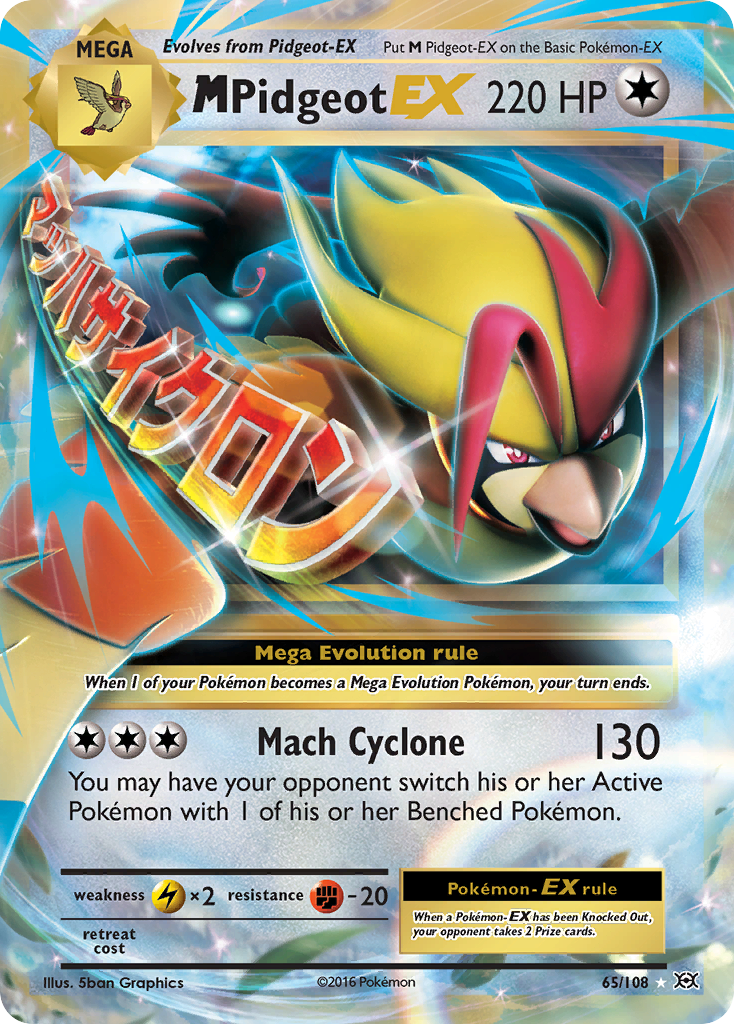 MEGA
Evolves from Pidgeot-EX
Put M Pidgeot-EX on the Basic Pokémon-EX
MPidgeotEX 220 HP
マッハサイクロン
Mega Evolution rule
When 1 of your Pokémon becomes a Mega Evolution Pokémon, your turn ends.
Mach Cyclone 130
You may have your opponent switch his or her Active
Pokémon with 1 of his or her Benched Pokémon.
weakness ×2 resistance -20
retreat
cost
Pokémon-EX rule
When a Pokémon-EX has been Knocked Out,
your opponent takes 2 Prize cards.
Illus. 5ban Graphics
©2016 Pokémon
65/108